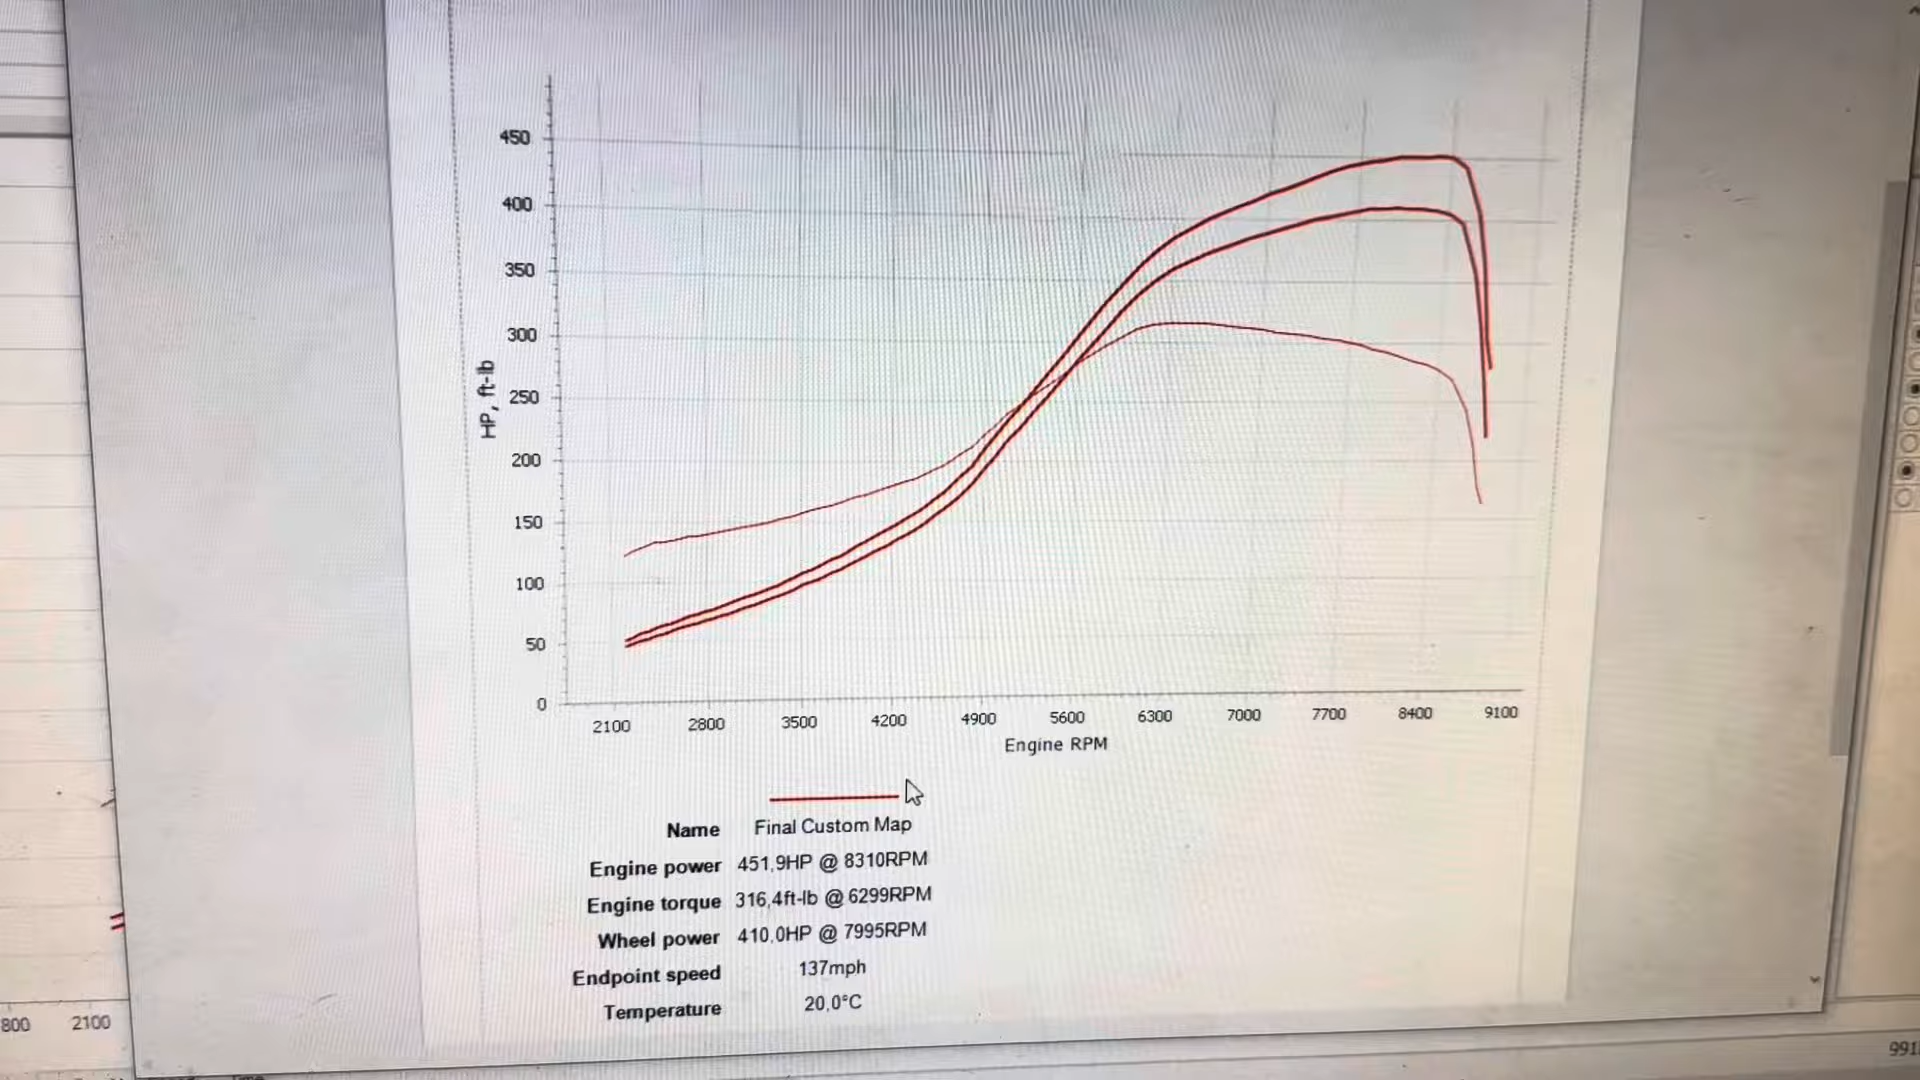 450
400
350
300
250
200
150
100
50
0
HP, ft-lb
2100 2800 3500 4200 4900 5600 6300 7000 7700 8400 9100
Engine RPM
Name Final Custom Map
Engine power 451,9HP @ 8310RPM
Engine torque 316,4ft-lb @ 6299RPM
Wheel power 410,0HP @ 7995RPM
Endpoint speed 137mph
Temperature 20,0°C
800 2100